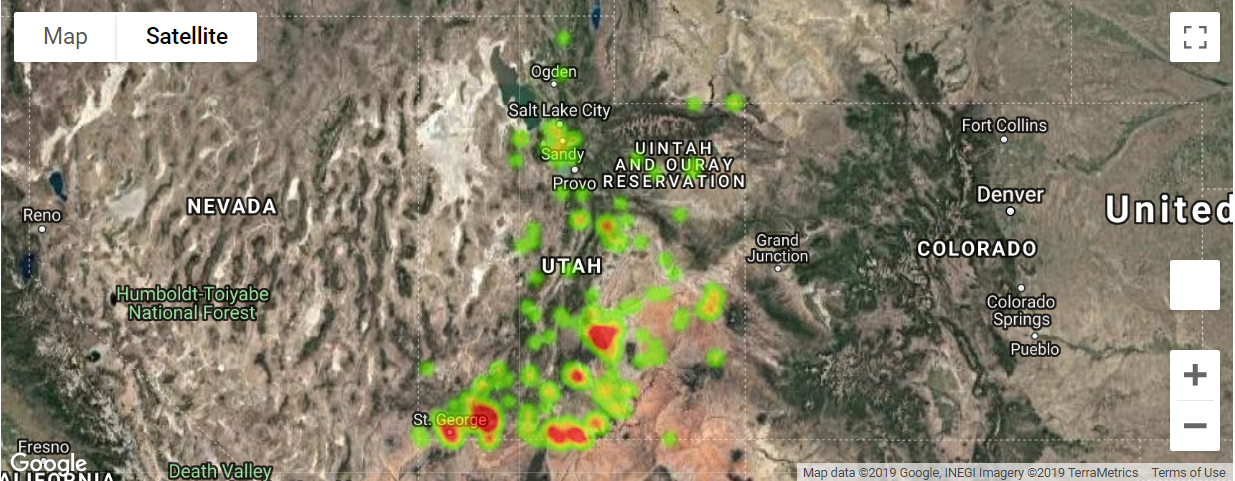 Map
Satellite
Ogden
Salt Lake City
Sandy
Provo
UINTAH
AND OURAY
RESERVATION
Fort Collins
Denver
United
NEVADA
Reno
Grand
Junction
COLORADO
UTAH
Humboldt-Toiyabe
National Forest
Colorado
Springs
Pueblo
St. George
Fresno
Google
ALIFORNIA
Death Valley
Map data ©2019 Google, INEGI Imagery ©2019 TerraMetrics
Terms of Use